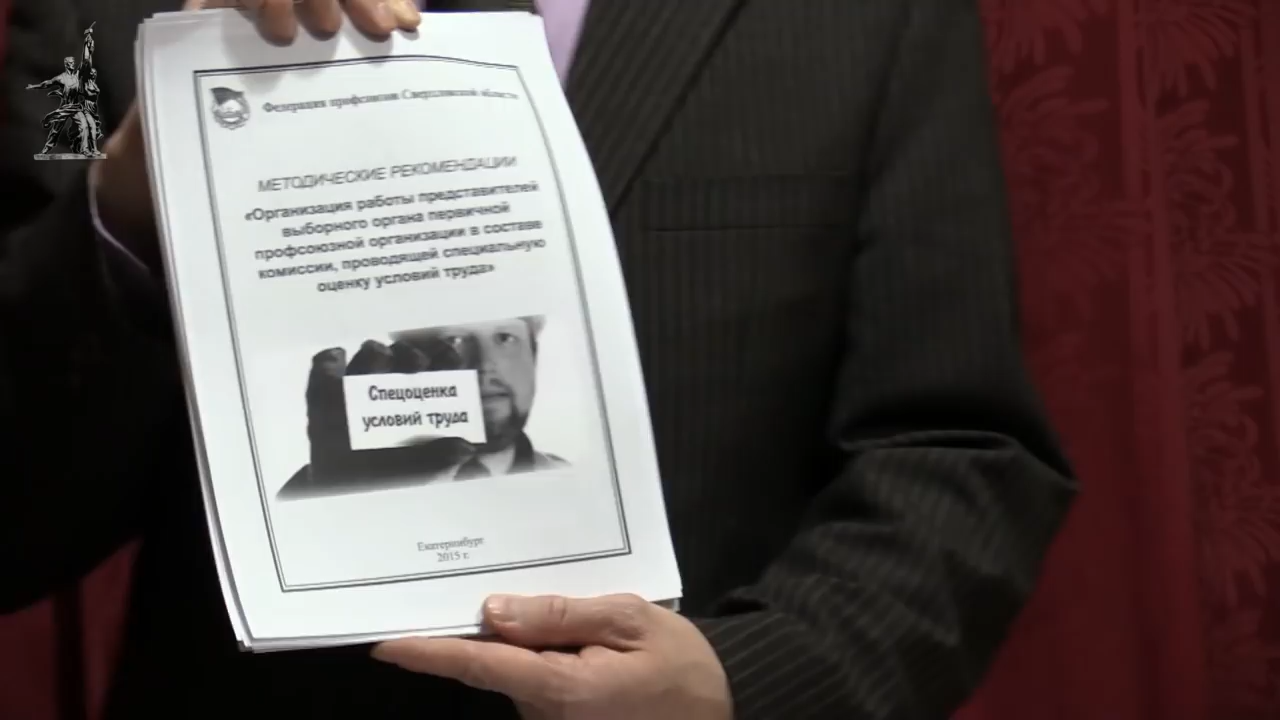 Федерация профсоюзов Свердловской области
МЕТОДИЧЕСКИЕ РЕКОМЕНДАЦИИ
«Организация работы представителей
выборного органа первичной
профсоюзной организации в составе
комиссии, проводящей специальную
оценку условий труда»
Спецоценка
условий труда
Екатеринбург
2015 г.